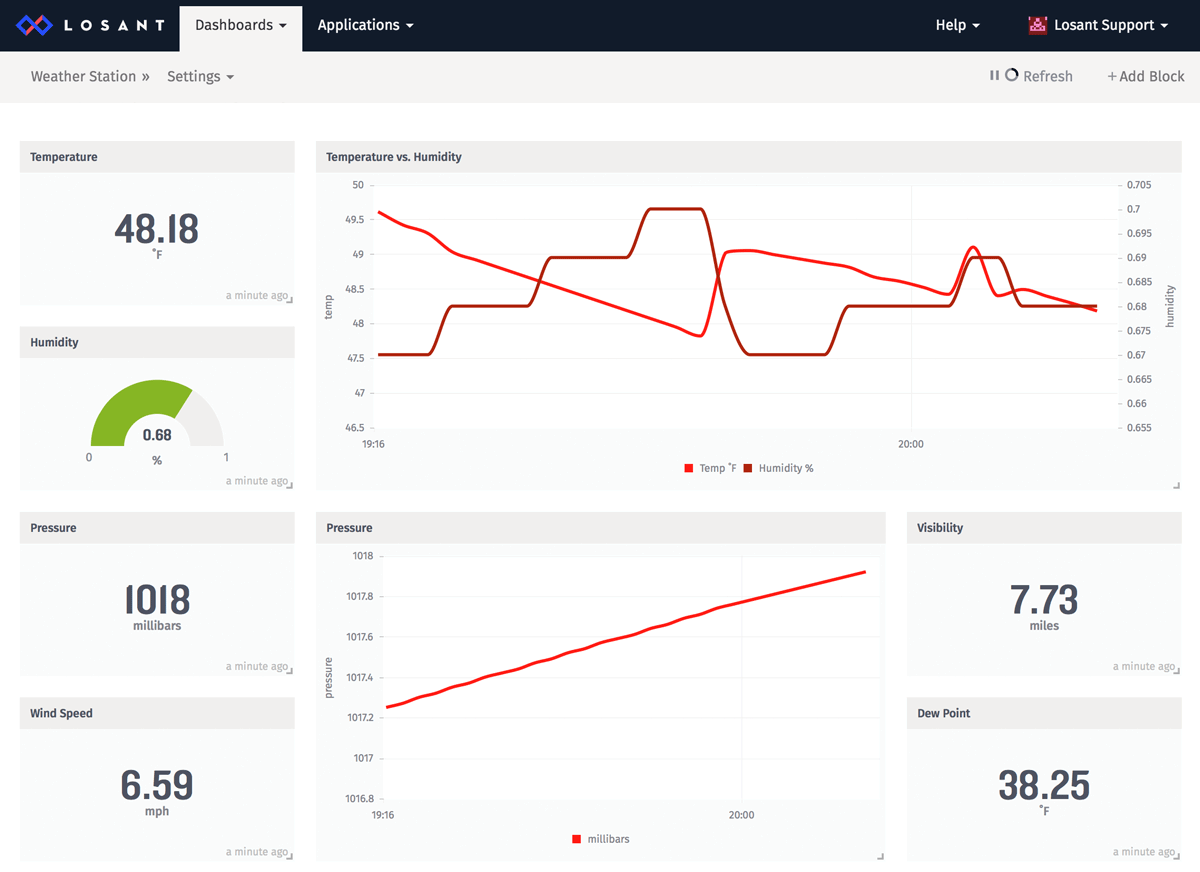 LOSANT Dashboards Applications Help Losant Support
Weather Station » Settings Refresh + Add Block
Temperature
48.18
°F
a minute ago
Temperature vs. Humidity
50
49.5
49
48.5
48
47.5
47
46.5
temp
0.705
0.7
0.695
0.69
0.685
0.68
0.675
0.67
0.665
0.66
0.655
humidity
19:16 20:00
Temp °F Humidity %
Humidity
0.68
0 % 1
a minute ago
Pressure
1018
millibars
a minute ago
Pressure
1018
1017.8
1017.6
1017.4
1017.2
1017
1016.8
pressure
19:16 20:00
millibars
Visibility
7.73
miles
a minute ago
Wind Speed
6.59
mph
a minute ago
Dew Point
38.25
°F
a minute ago